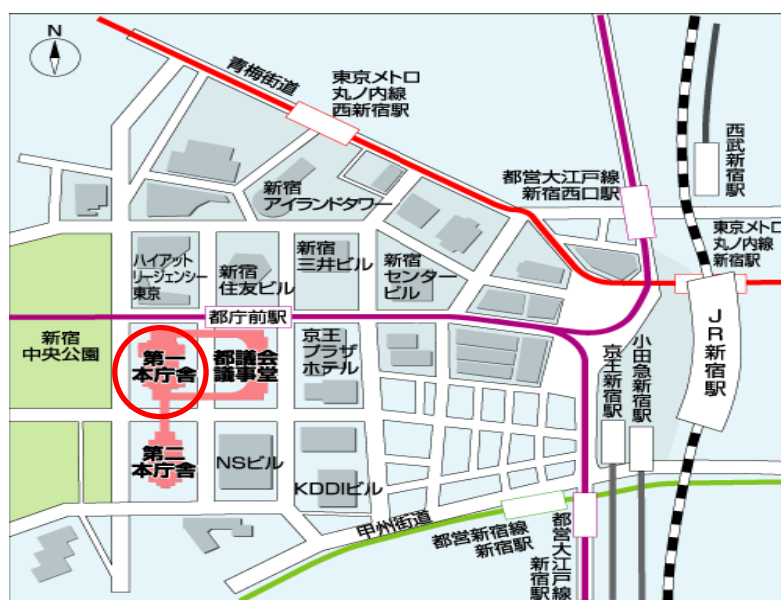 N
青梅街道
東京メトロ
丸ノ内線
西新宿駅
西武新宿駅
都営大江戸線
新宿西口駅
新宿
アイランドタワー
東京メトロ
丸ノ内線
新宿駅
ハイアット
リージェンシー
東京
新宿
住友ビル
新宿
三井ビル
新宿
センター
ビル
都庁前駅
JR新宿駅
新宿
中央公園
第一
本庁舎
都議会
議事堂
京王
プラザ
ホテル
小田急新宿駅
京王新宿駅
第二
本庁舎
NSビル
KDDIビル
甲州街道
都営新宿線
新宿駅
都営大江戸線
新宿駅